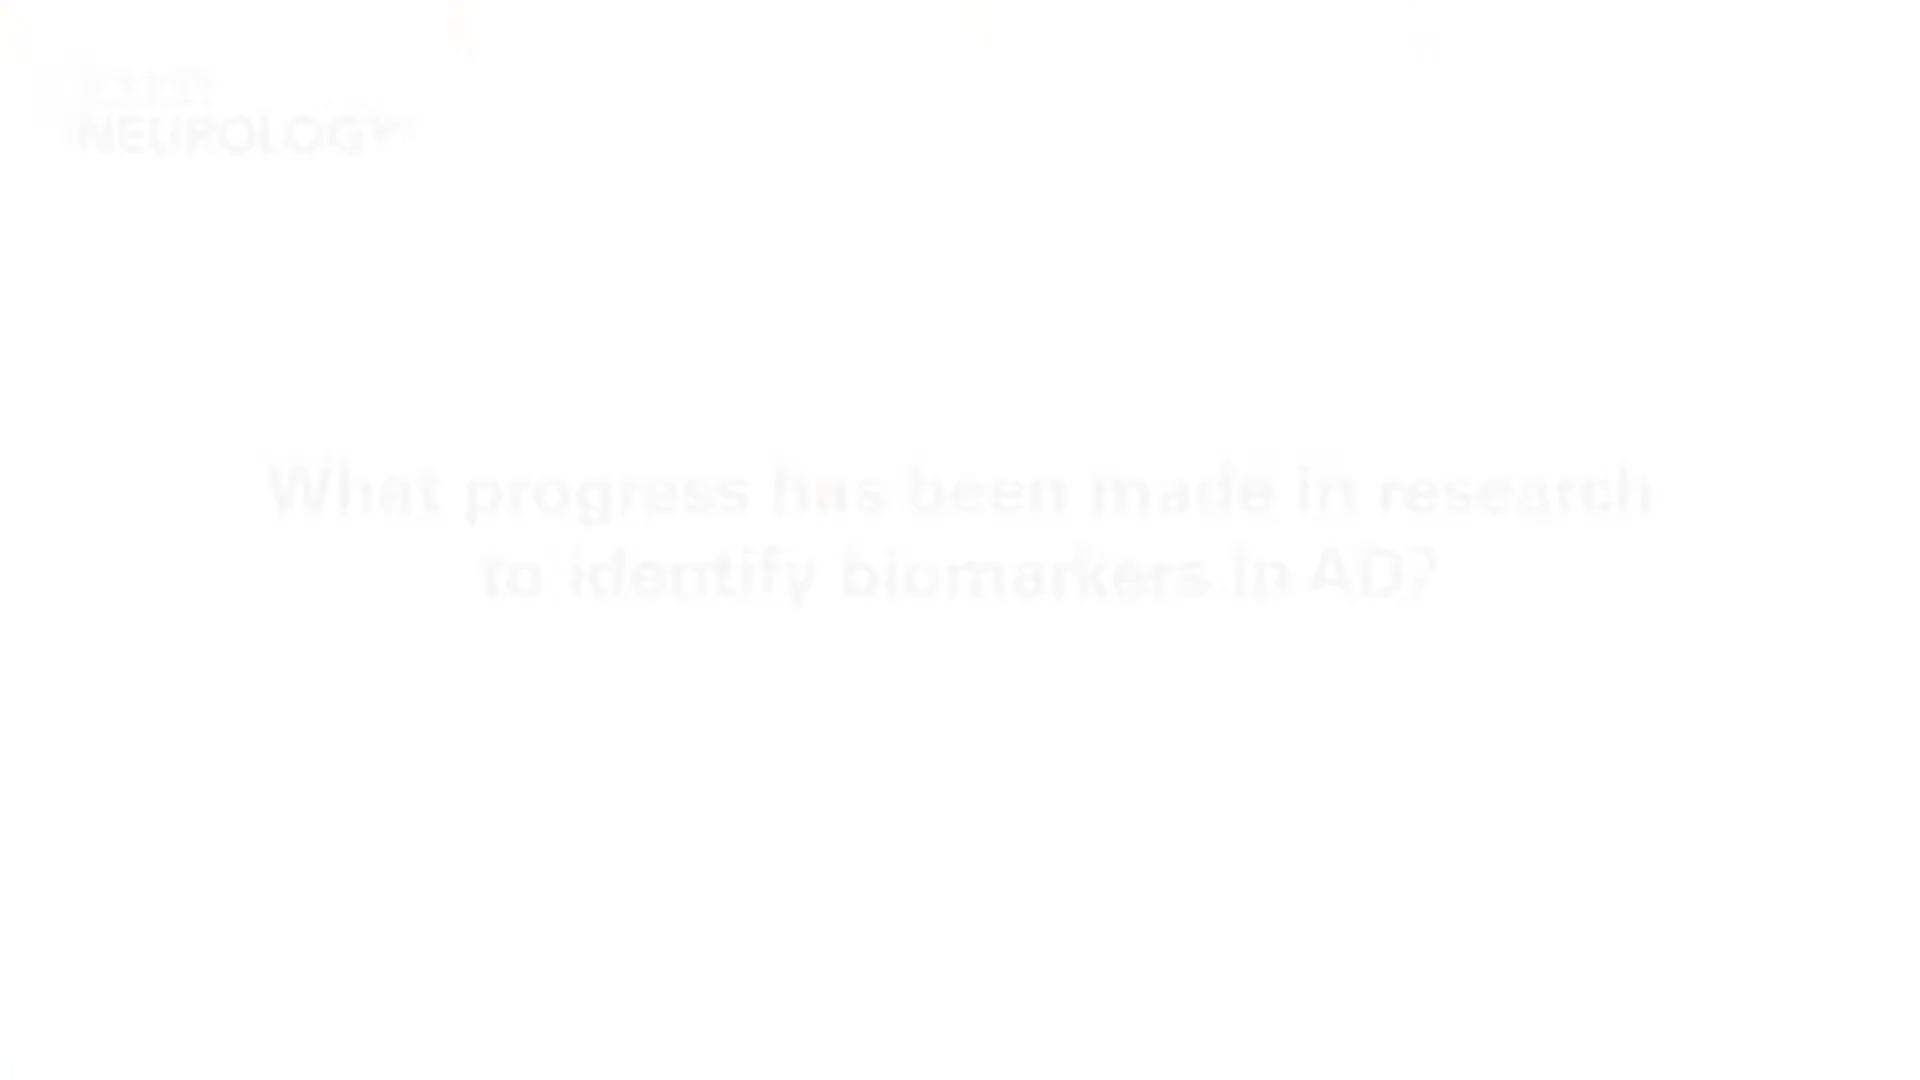 NEUROLOGY
What progress has been made in research
to identify biomarkers in AD?